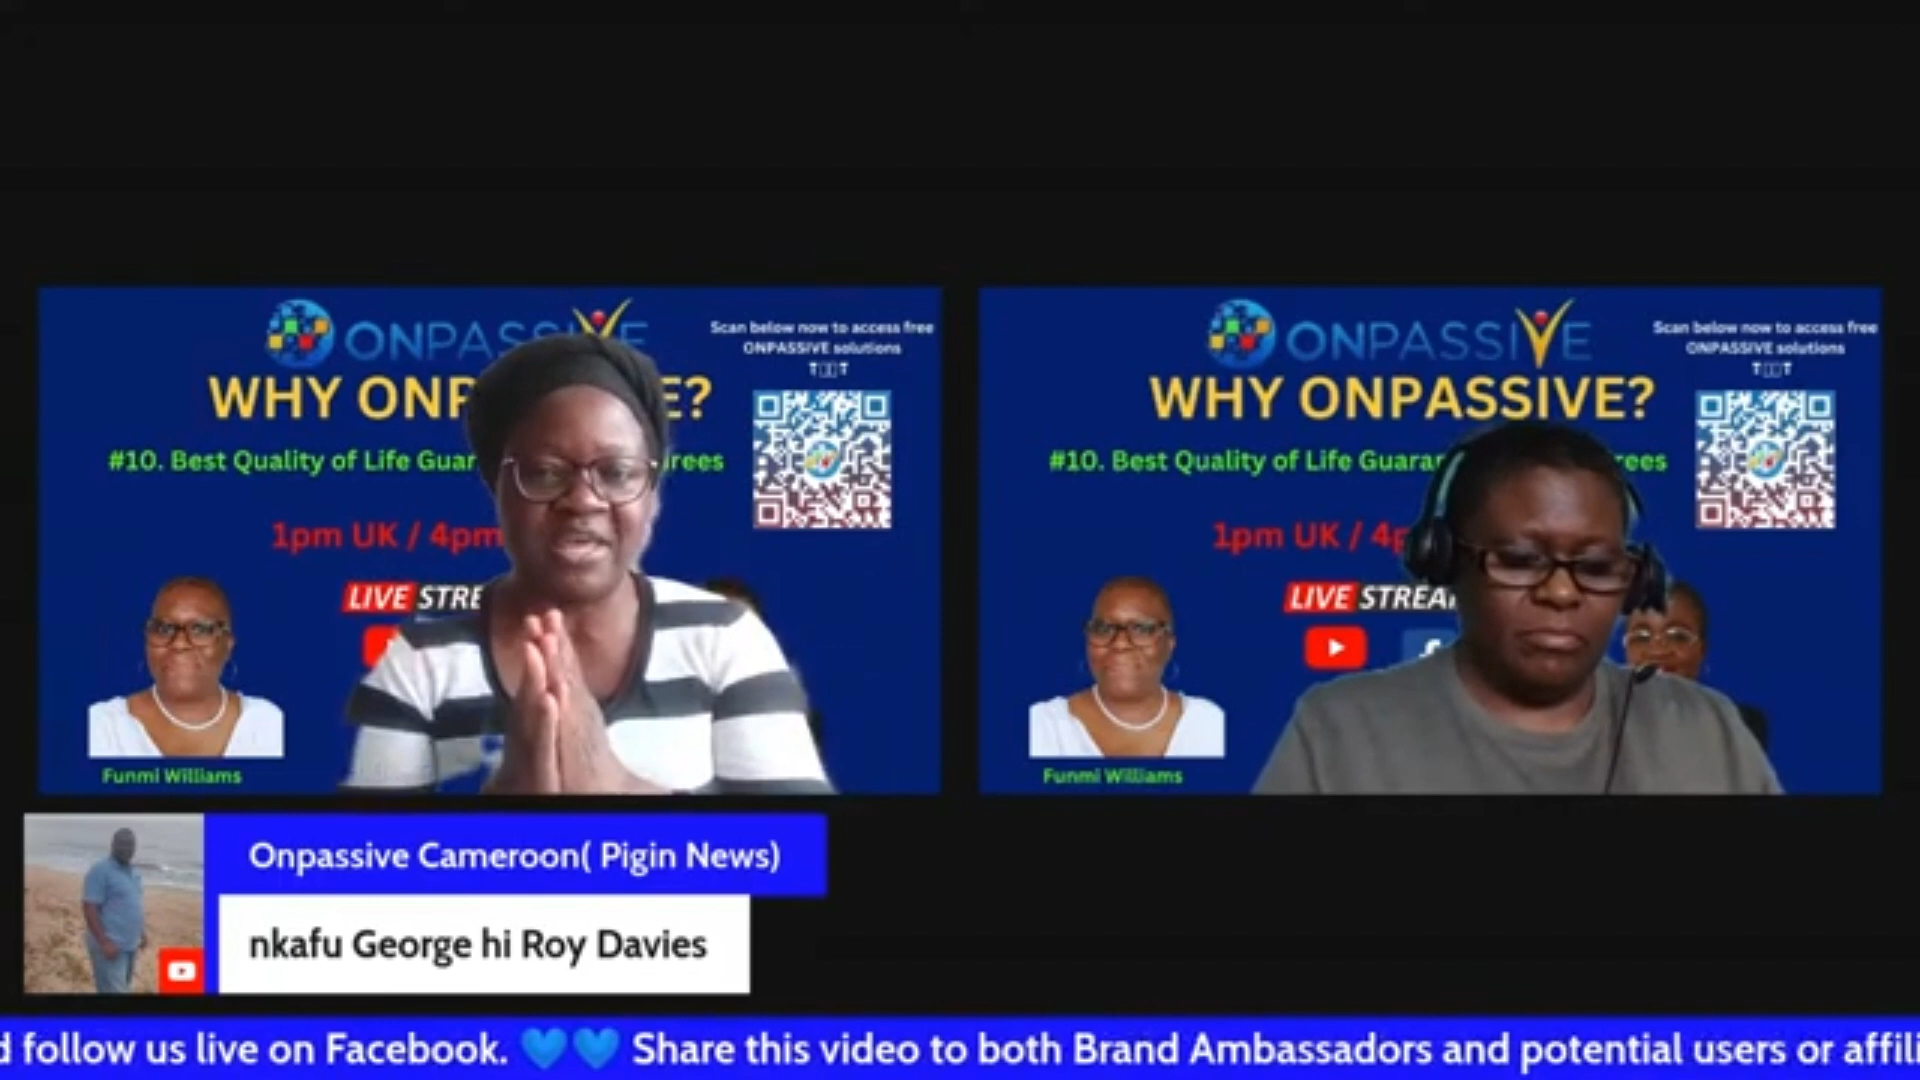 ONPASSIVE
Scan below now to access free
ONPASSIVE solutions
WHY ONP E?
#10. Best Quality of Life Guar rees
1pm UK / 4pm
LIVE STRE
Funmi Williams
ONPASSIVE
Scan below now to access free
ONPASSIVE solutions
WHY ONPASSIVE?
#10. Best Quality of Life Guara rees
1pm UK / 4p
LIVE STREA
Funmi Williams
Onpassive Cameroon( Pigin News)
nkafu George hi Roy Davies
d follow us live on Facebook. 💙💙 Share this video to both Brand Ambassadors and potential users or affili